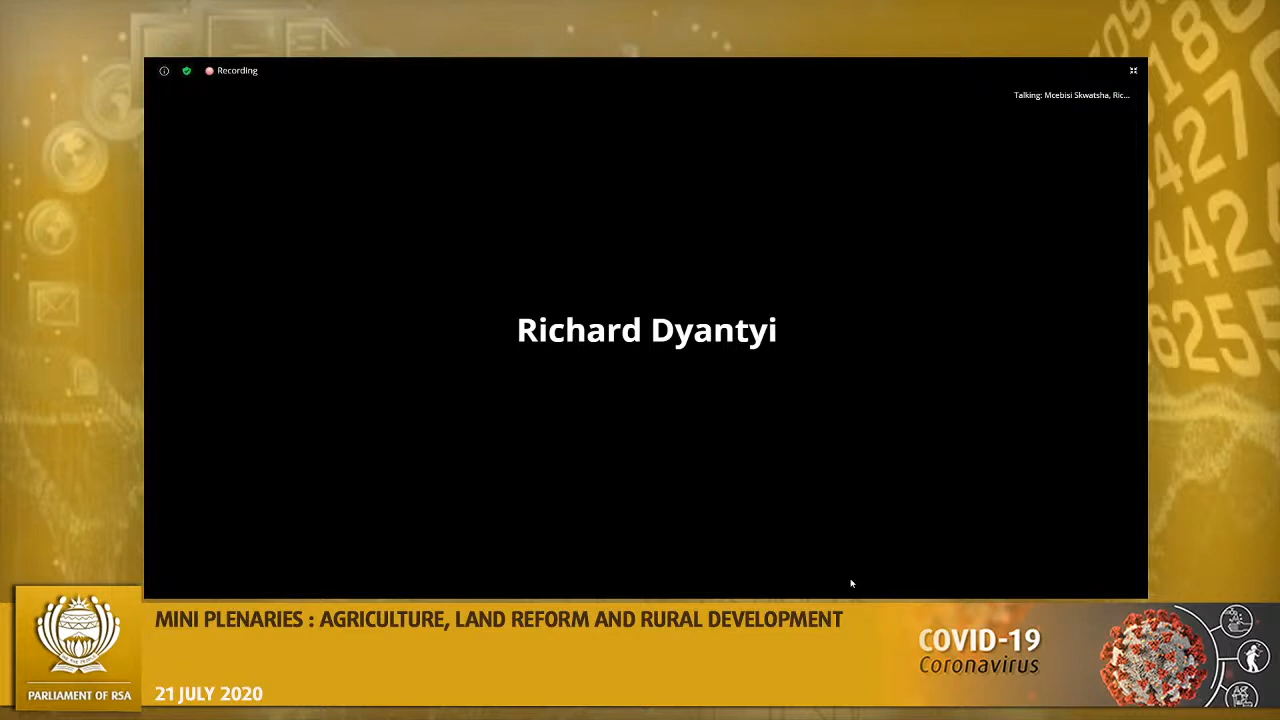 Recording
Talking: Mcebisi Skwatsha, Ric...
Richard Dyantyi
MINI PLENARIES : AGRICULTURE, LAND REFORM AND RURAL DEVELOPMENT
COVID-19
Coronavirus
PARLIAMENT OF RSA
21 JULY 2020